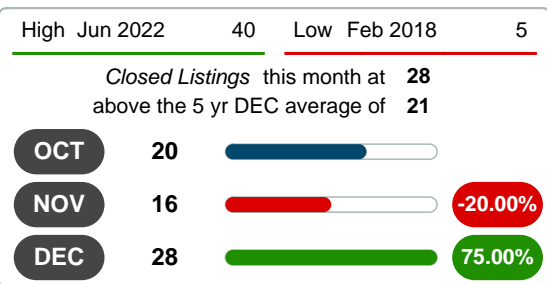 High Jun 2022 40 Low Feb 2018 5
Closed Listings this month at 28
above the 5 yr DEC average of 21
OCT 20
NOV 16 -20.00%
DEC 28 75.00%